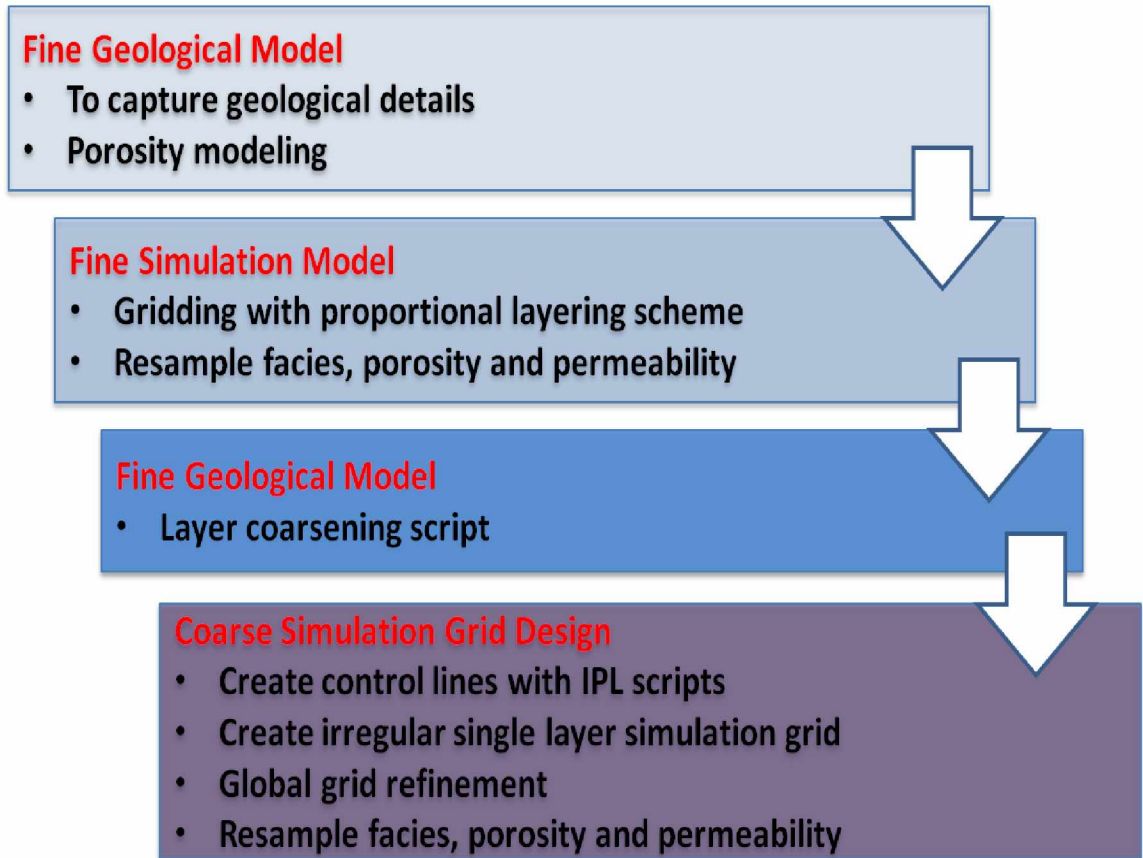 Fine Geological Model
• To capture geological details
• Porosity modeling
Fine Simulation Model
• Gridding with proportional layering scheme
• Resample facies, porosity and permeability
Fine Geological Model
• Layer coarsening script
Coarse Simulation Grid Design
• Create control lines with IPL scripts
• Create irregular single layer simulation grid
• Global grid refinement
• Resample facies, porosity and permeability